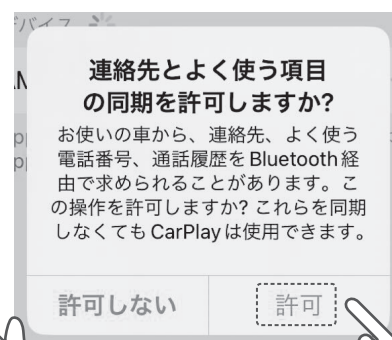 デバイス
連絡先とよく使う項目
の同期を許可しますか?
お使いの車から、連絡先、よく使う
電話番号、通話履歴を Bluetooth 経
由で求められることがあります。こ
の操作を許可しますか? これらを同期
しなくても CarPlay は使用できます。
許可しない
許可